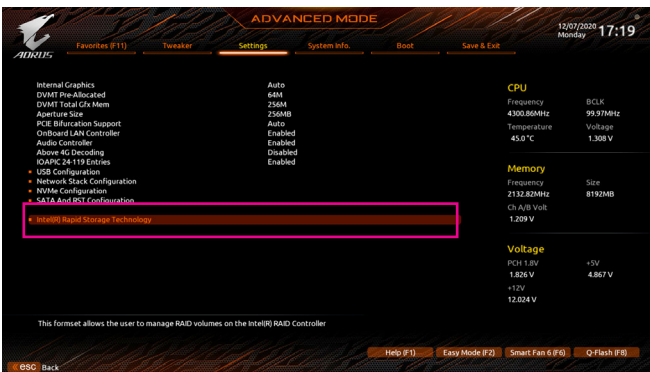 ADVANCED MODE
12/07/2020 Monday 17:19
AORUS
Favorites (F11) Tweaker Settings System Info. Boot Save & Exit
Internal Graphics Auto
DVMT Pre-Allocated 64M
DVMT Total Gfx Mem 256M
Aperture Size 256MB
PCIE Bifurcation Support Auto
OnBoard LAN Controller Enabled
Audio Controller Enabled
Above 4G Decoding Disabled
IOAPIC 24-119 Entries Enabled
USB Configuration
Network Stack Configuration
NVMe Configuration
SATA And RST Configuration
Intel(R) Rapid Storage Technology
CPU
Frequency BCLK
4300.86MHz 99.97MHz
Temperature Voltage
45.0 °C 1.308 V
Memory
Frequency Size
2132.82MHz 8192MB
Ch A/B Volt
1.209 V
Voltage
PCH 1.8V +5V
1.826 V 4.867 V
+12V
12.024 V
This formset allows the user to manage RAID volumes on the Intel(R) RAID Controller
Help (F1) Easy Mode (F2) Smart Fan 6 (F6) Q-Flash (F8)
esc Back